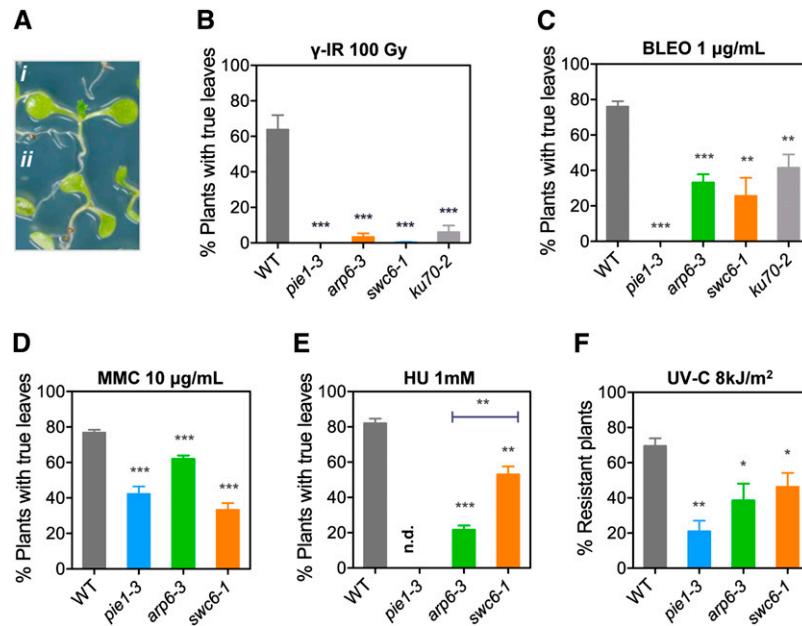 A
i
ii
B
γ-IR 100 Gy
% Plants with true leaves
100
80
60
40
20
0
***
***
***
***
WT
pie1-3
arp6-3
swc6-1
ku70-2
C
BLEO 1 µg/mL
% Plants with true leaves
100
80
60
40
20
0
***
***
**
**
WT
pie1-3
arp6-3
swc6-1
ku70-2
D
MMC 10 µg/mL
% Plants with true leaves
100
80
60
40
20
0
***
***
***
WT
pie1-3
arp6-3
swc6-1
E
HU 1mM
% Plants with true leaves
100
80
60
40
20
0
**
n.d.
***
**
WT
pie1-3
arp6-3
swc6-1
F
UV-C 8kJ/m²
% Resistant plants
100
80
60
40
20
0
**
*
*
WT
pie1-3
arp6-3
swc6-1